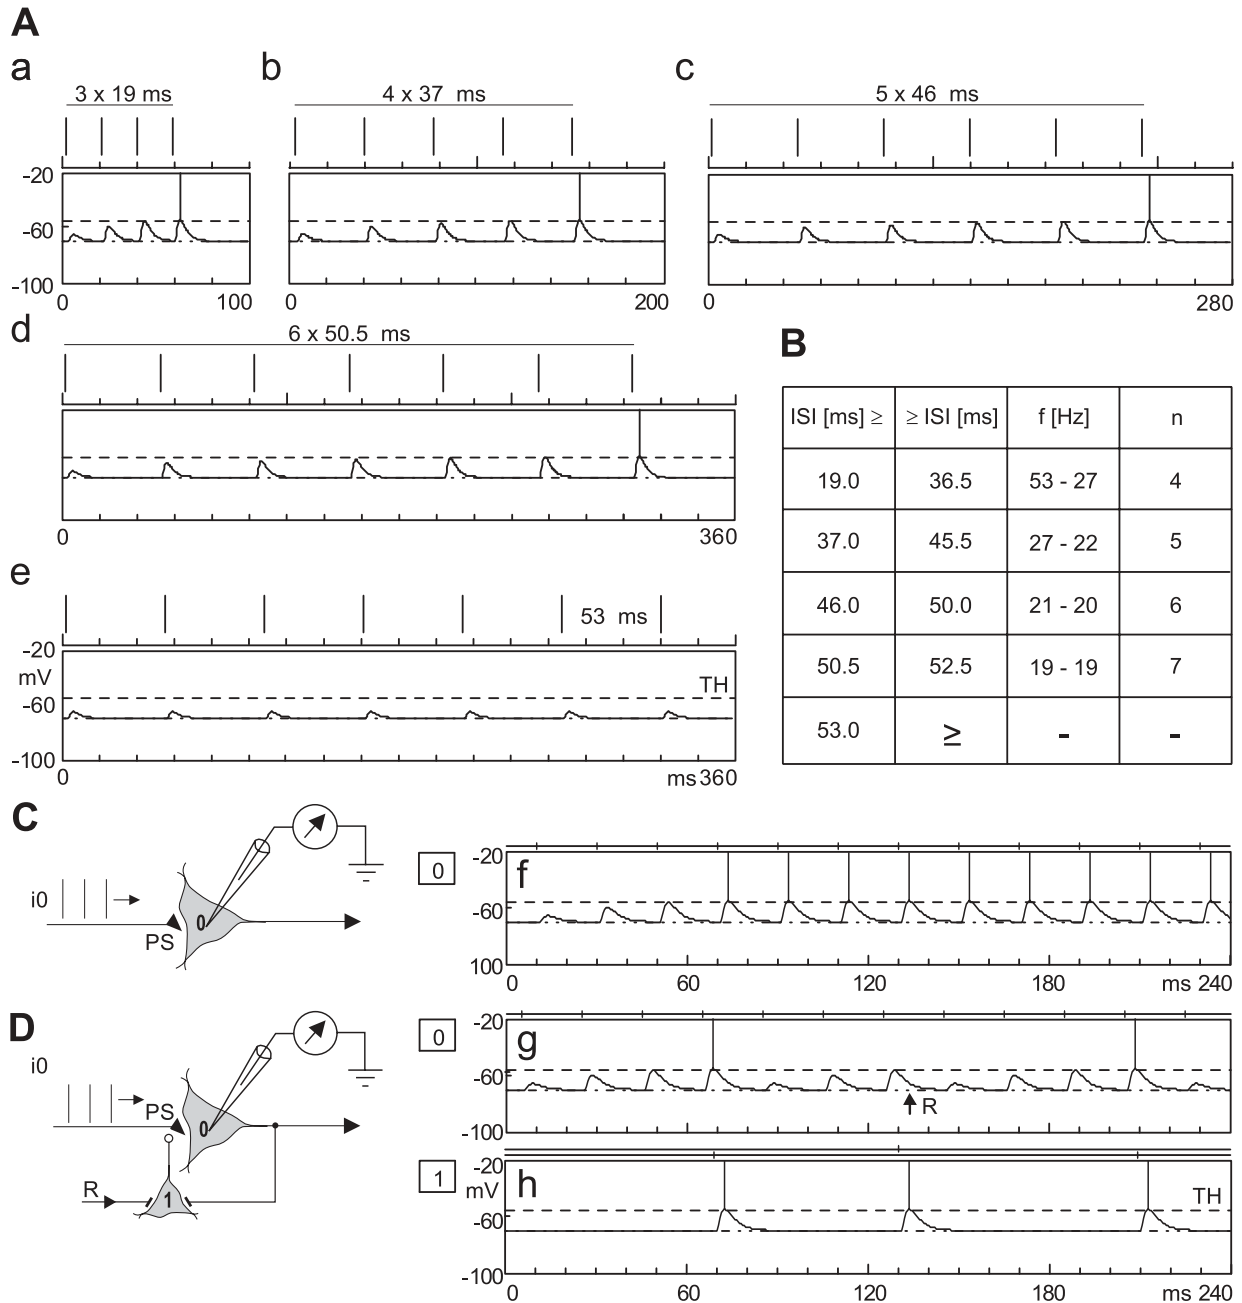 A
a
3 x 19 ms
-20
-60
-100
0
100
b
4 x 37 ms
0
200
c
5 x 46 ms
0
280
d
6 x 50.5 ms
0
360
e
53 ms
-20
mV
-60
-100
TH
0
ms 360
B
ISI [ms] ≥ ≥ ISI [ms] f [Hz] n
19.0 36.5 53 - 27 4
37.0 45.5 27 - 22 5
46.0 50.0 21 - 20 6
50.5 52.5 19 - 19 7
53.0 ≥ - -
C
i0
PS
0
0
f
-20
-60
100
0 60 120 180 ms 240
D
i0
PS
0
R
1
0
g
-20
-60
-100
R
1
h
-20
mV
-60
-100
TH
0 60 120 180 ms 240